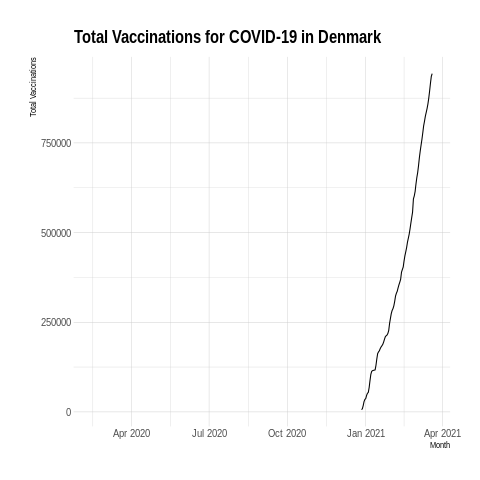 Total Vaccinations for COVID-19 in Denmark
Total Vaccinations
750000
500000
250000
0
Apr 2020 Jul 2020 Oct 2020 Jan 2021 Apr 2021
Month